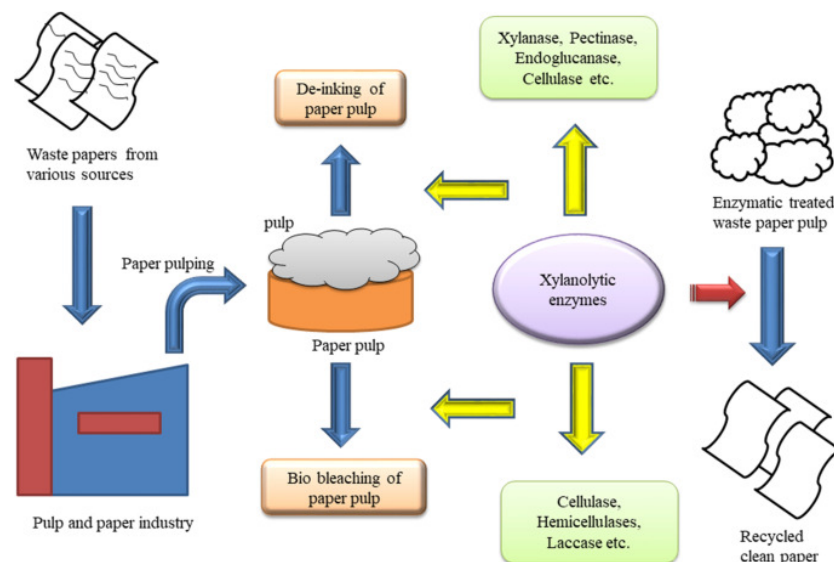 Waste papers from
various sources
Paper pulping
Pulp and paper industry
De-inking of
paper pulp
pulp
Paper pulp
Bio bleaching of
paper pulp
Xylanase, Pectinase,
Endoglucanase,
Cellulase etc.
Xylanolytic
enzymes
Cellulase,
Hemicellulases,
Laccase etc.
Enzymatic treated
waste paper pulp
Recycled
clean paper